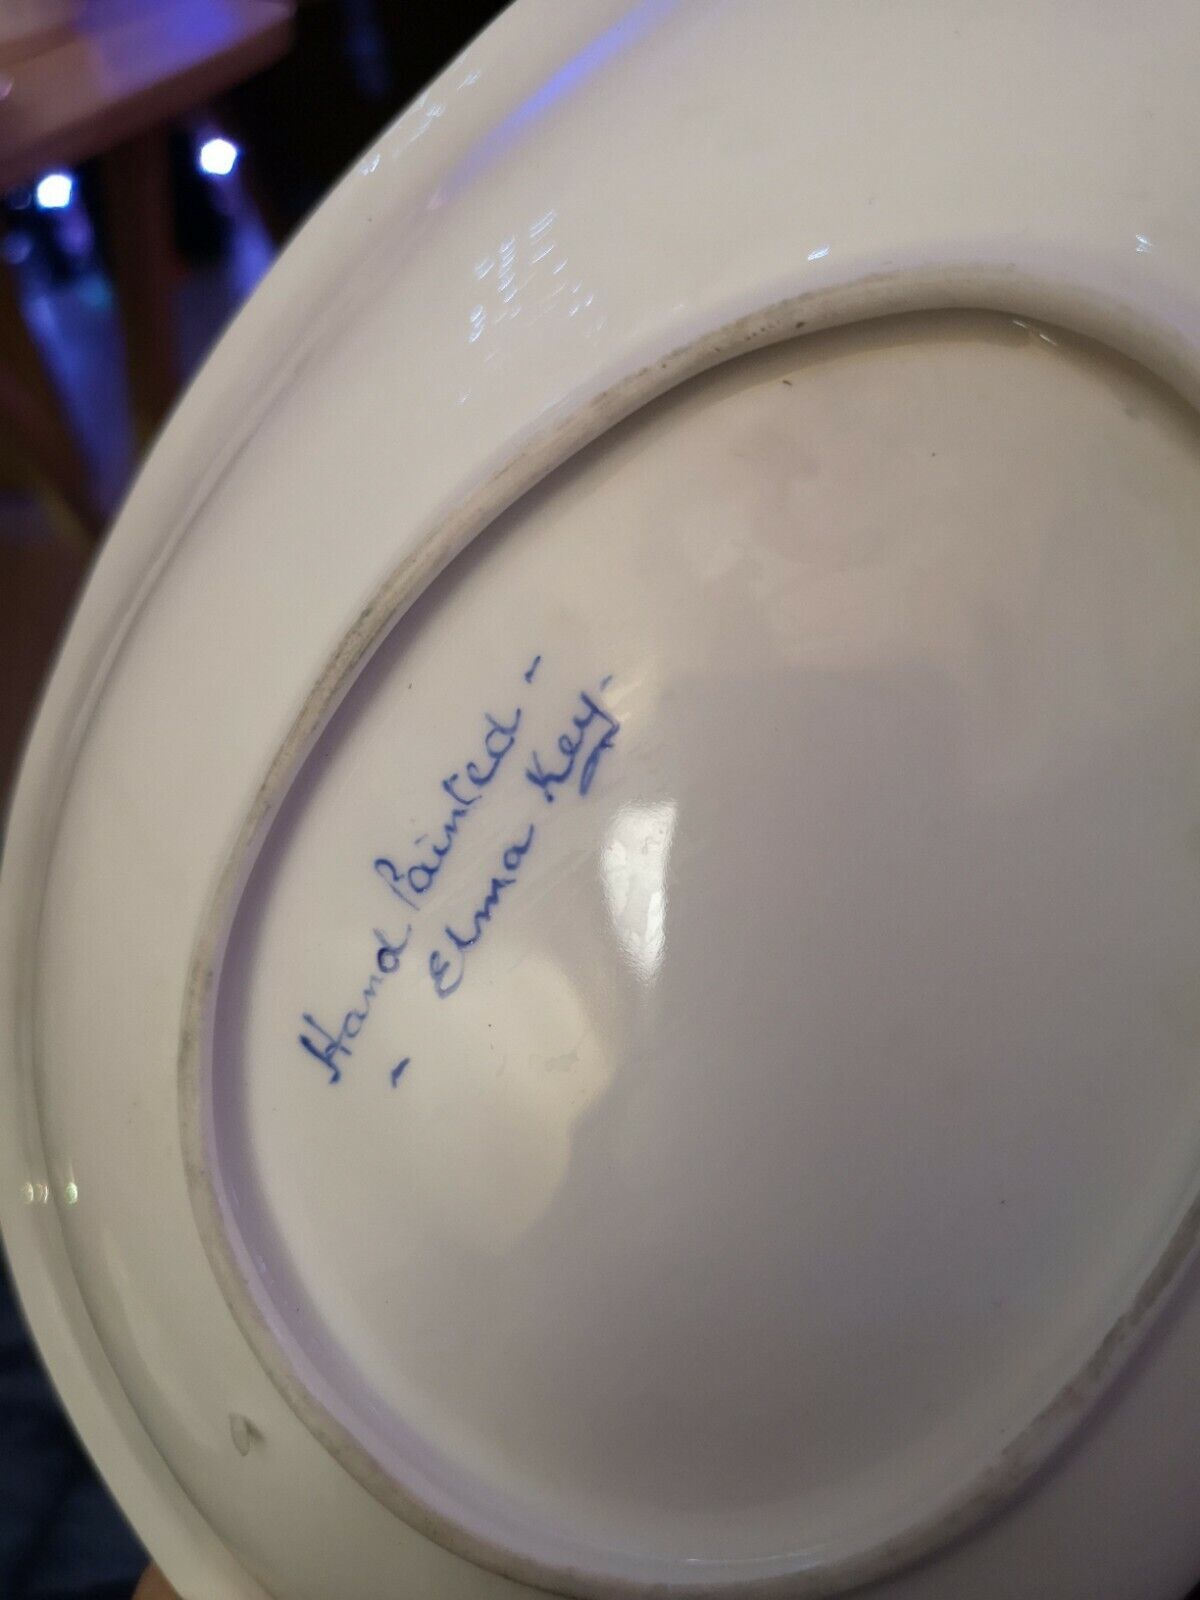 Hand Painted -
- Elma Key -